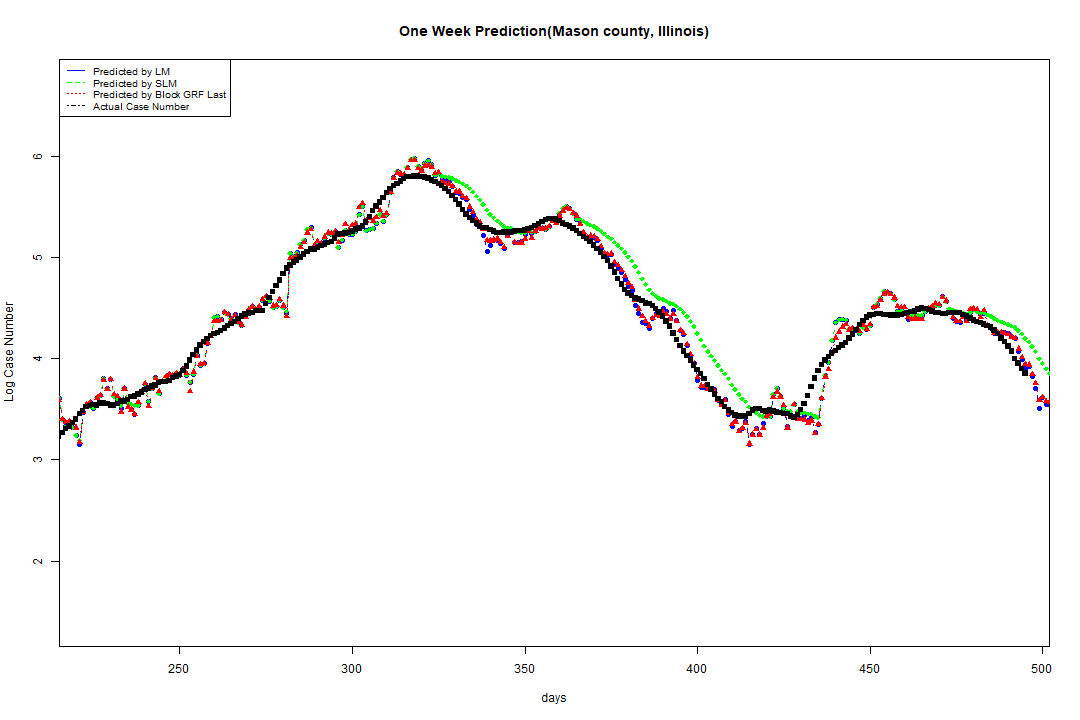 One Week Prediction(Mason county, Illinois)
Predicted by LM
Predicted by SLM
Predicted by Block GRF Last
Actual Case Number
6
5
4
3
2
Log Case Number
250 300 350 400 450 500
days